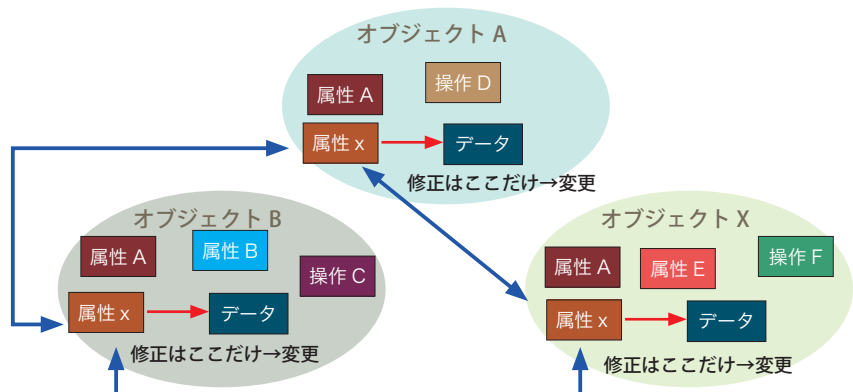 オブジェクト A
属性 A
操作 D
属性 x
データ
修正はここだけ→変更
オブジェクト B
属性 A
属性 B
操作 C
属性 x
データ
修正はここだけ→変更
オブジェクト X
属性 A
属性 E
操作 F
属性 x
データ
修正はここだけ→変更